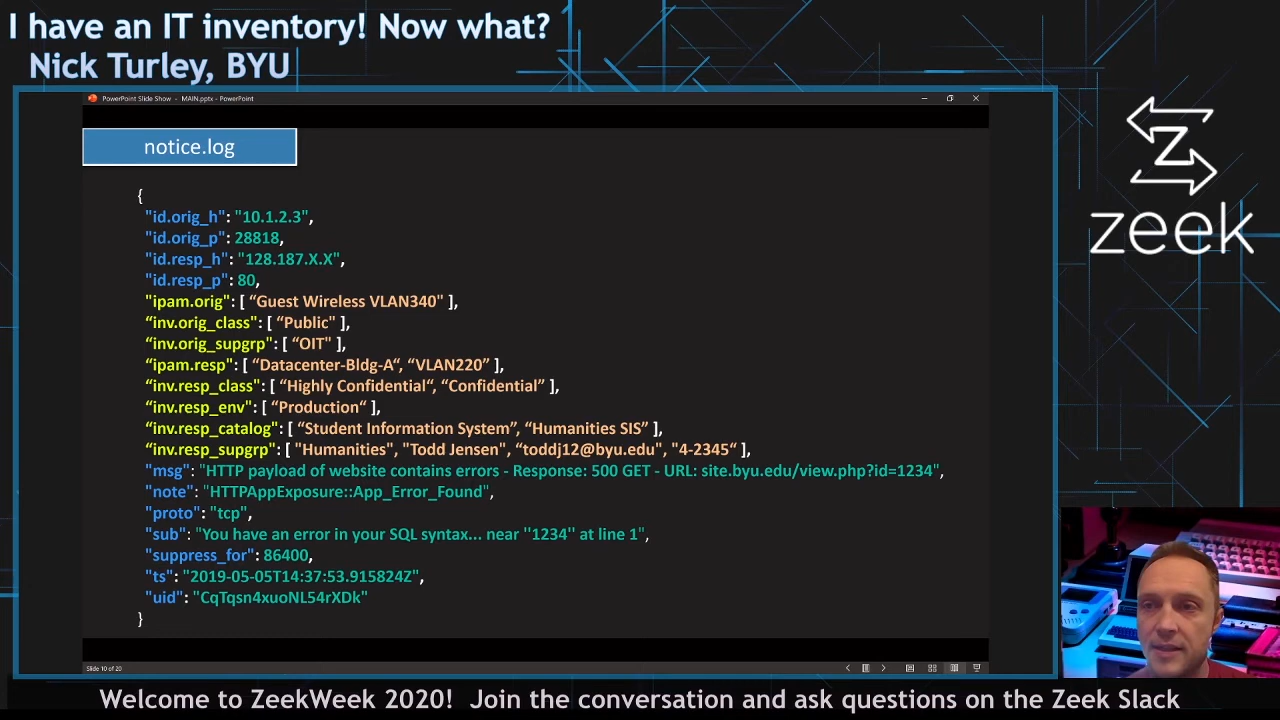 I have an IT inventory! Now what?
Nick Turley, BYU
PowerPoint Slide Show - MAIN.pptx - PowerPoint
notice.log
{
"id.orig_h": "10.1.2.3",
"id.orig_p": 28818,
"id.resp_h": "128.187.X.X",
"id.resp_p": 80,
"ipam.orig": [ “Guest Wireless VLAN340" ],
“inv.orig_class": [ “Public" ],
“inv.orig_supgrp": [ “OIT" ],
“ipam.resp": [ “Datacenter-Bldg-A“, “VLAN220” ],
“inv.resp_class": [ “Highly Confidential“, “Confidential” ],
“inv.resp_env": [ “Production“ ],
“inv.resp_catalog": [ “Student Information System”, “Humanities SIS” ],
“inv.resp_supgrp": [ "Humanities", "Todd Jensen", “toddj12@byu.edu", "4-2345“ ],
"msg": "HTTP payload of website contains errors - Response: 500 GET - URL: site.byu.edu/view.php?id=1234",
"note": "HTTPAppExposure::App_Error_Found",
"proto": "tcp",
"sub": "You have an error in your SQL syntax... near ''1234'' at line 1",
"suppress_for": 86400,
"ts": "2019-05-05T14:37:53.915824Z",
"uid": "CqTqsn4xuoNL54rXDk"
}
Slide 10 of 20
Z
zeek
Welcome to ZeekWeek 2020! Join the conversation and ask questions on the Zeek Slack